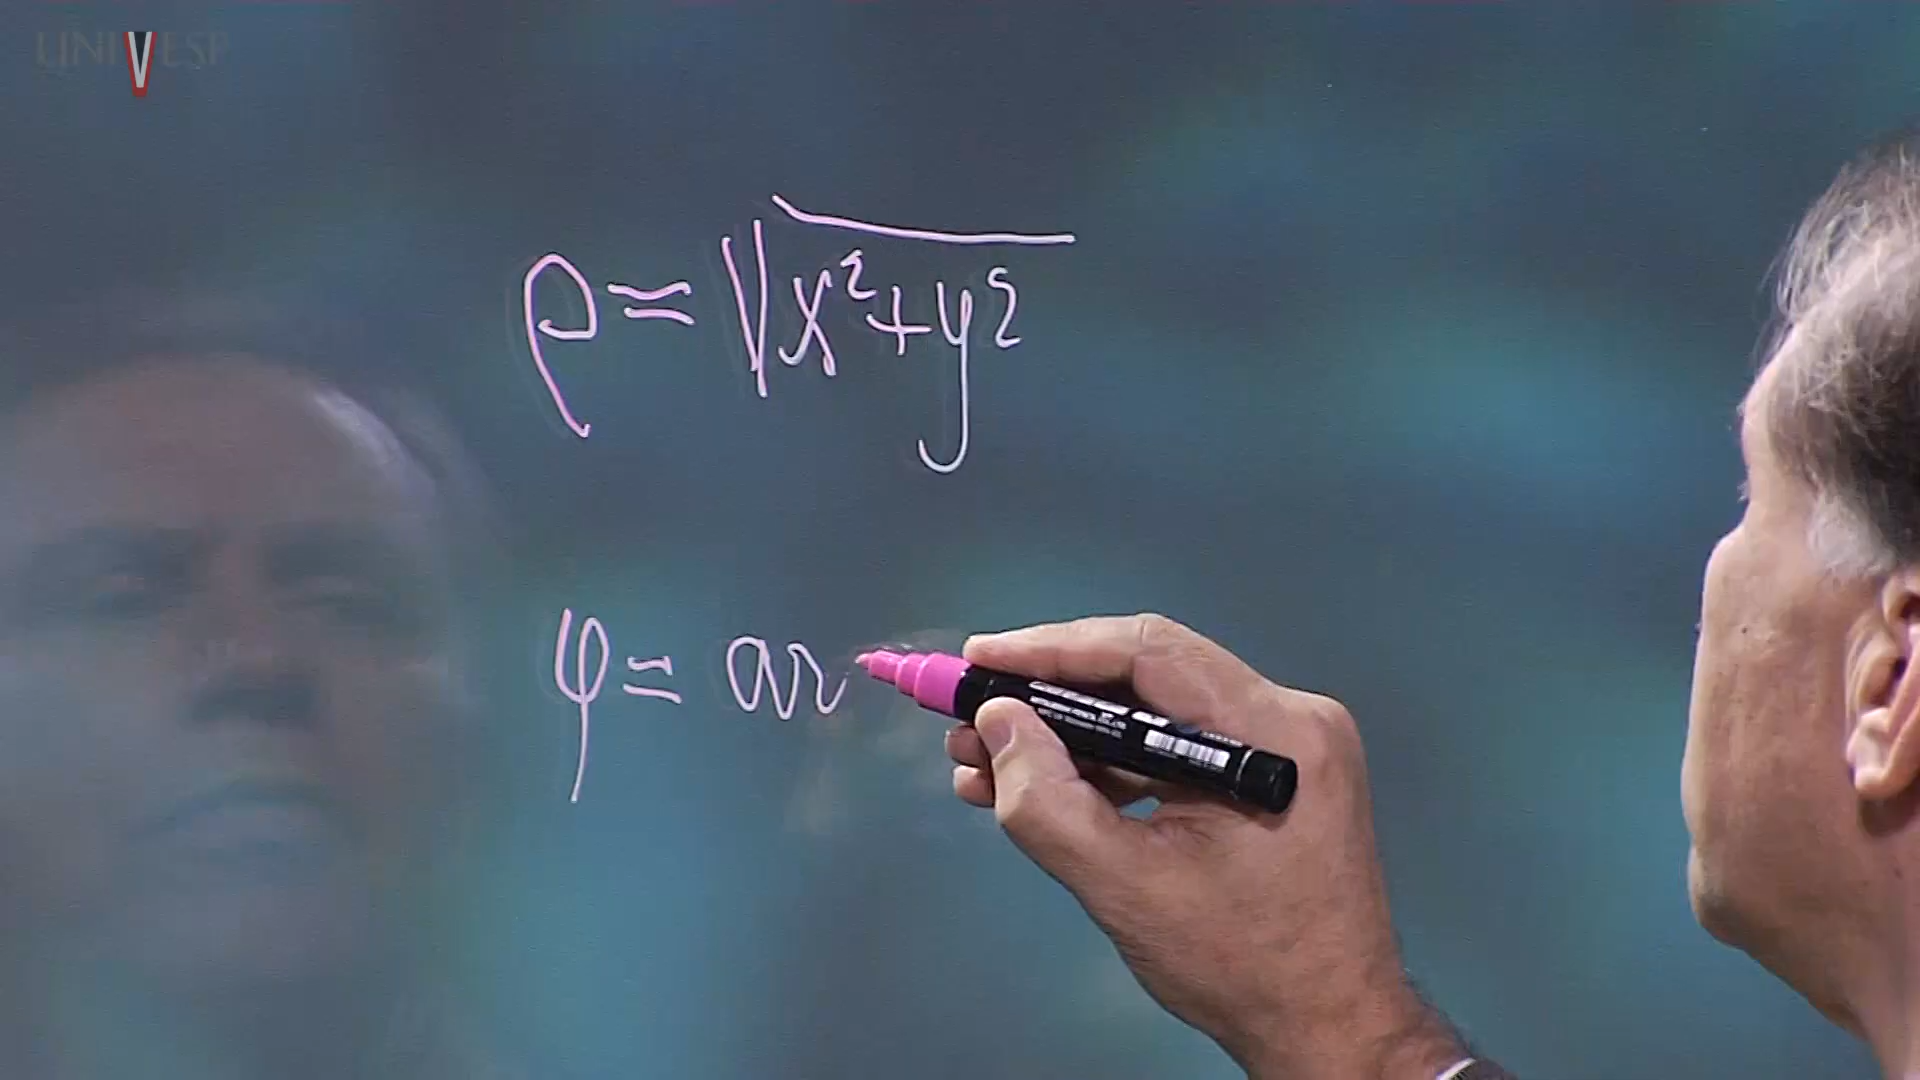 UNIVESP
ρ = √x²+y²
φ = ar